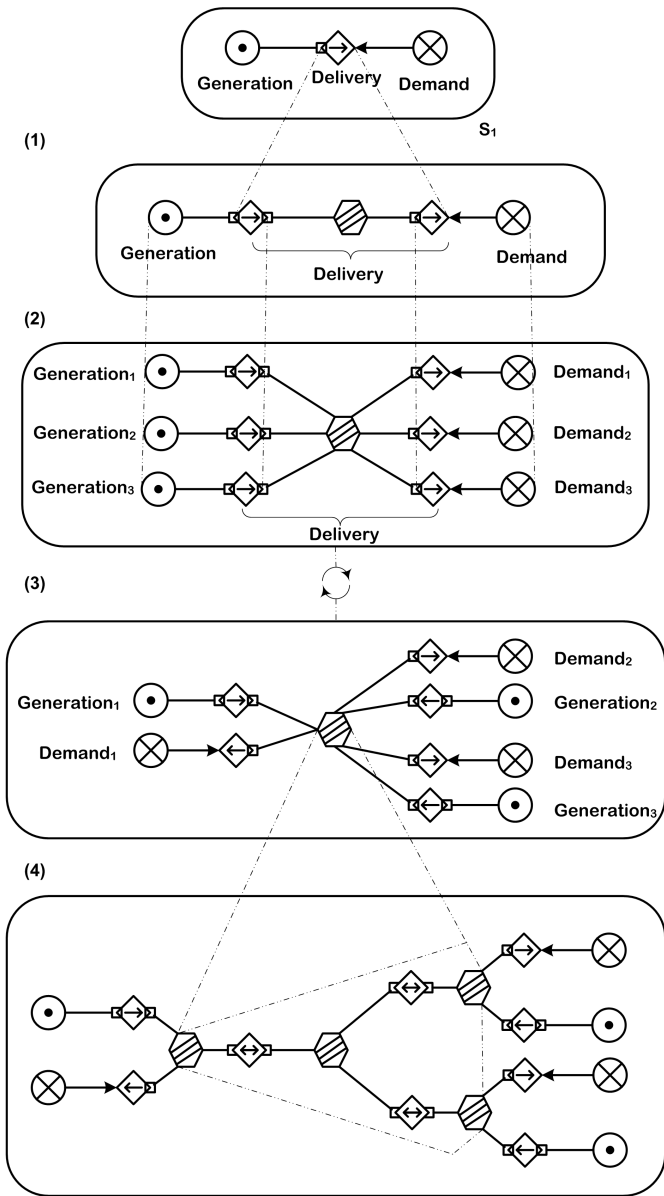 Generation Delivery Demand
S₁
(1)
Generation Demand
Delivery
(2)
Generation₁ Demand₁
Generation₂ Demand₂
Generation₃ Demand₃
Delivery
(3)
Demand₂
Generation₁ Generation₂
Demand₁ Demand₃
Generation₃
(4)